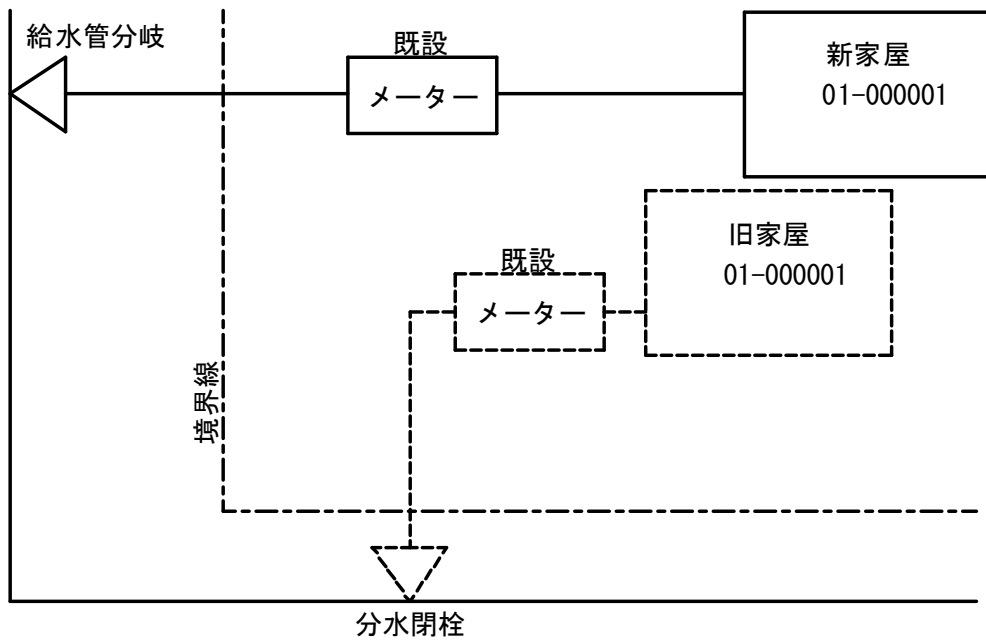 給水管分岐
既設
メーター
新家屋
01-000001
旧家屋
01-000001
既設
メーター
境界線
分水閉栓